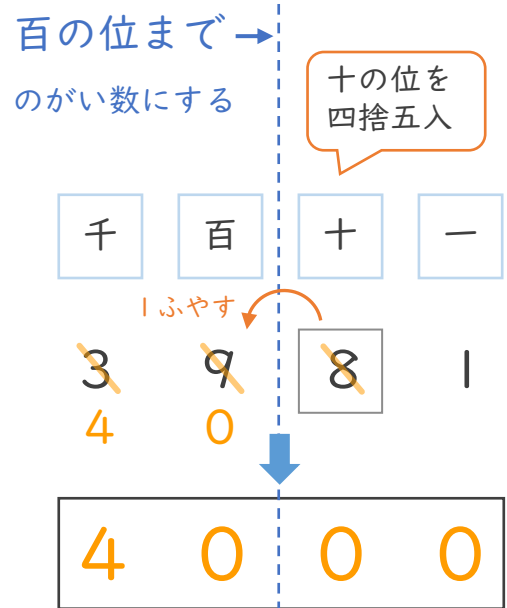 百の位まで→
のがい数にする
十の位を
四捨五入
千 百 十 一
1ふやす
3 9 8 1
4 0
4 0 0 0